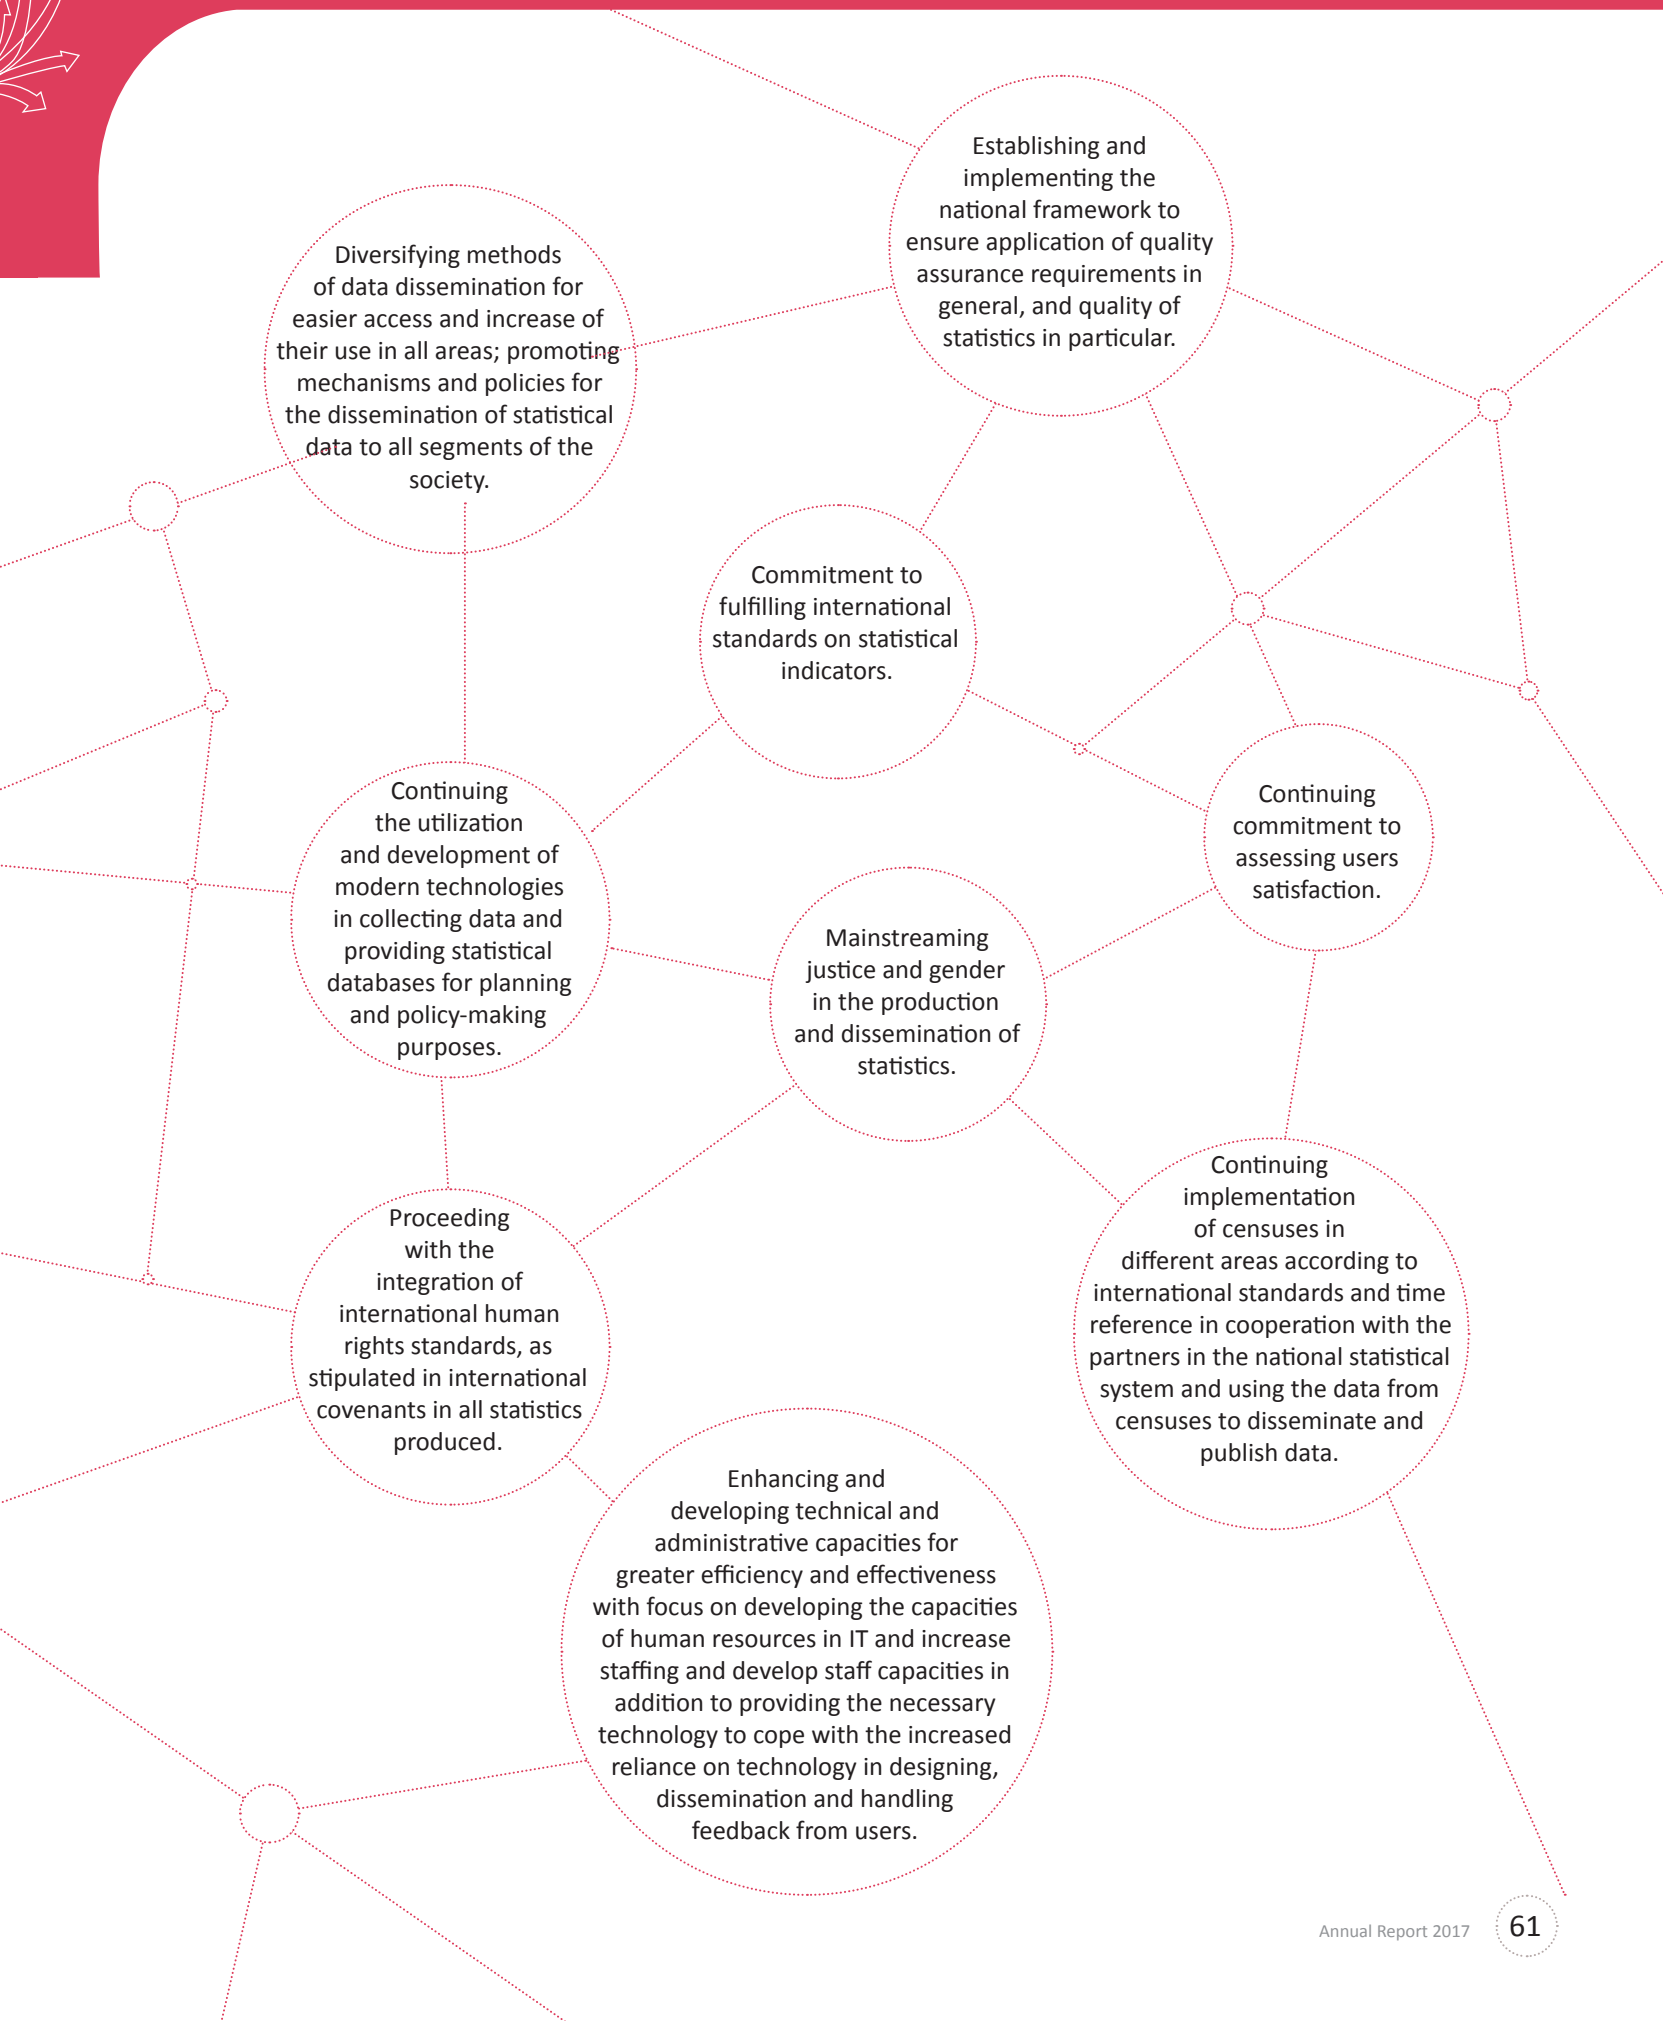 Establishing and
implementing the
national framework to
ensure application of quality
assurance requirements in
general, and quality of
statistics in particular.
Diversifying methods
of data dissemination for
easier access and increase of
their use in all areas; promoting
mechanisms and policies for
the dissemination of statistical
data to all segments of the
society.
Commitment to
fulfilling international
standards on statistical
indicators.
Continuing
the utilization
and development of
modern technologies
in collecting data and
providing statistical
databases for planning
and policy-making
purposes.
Continuing
commitment to
assessing users
satisfaction.
Mainstreaming
justice and gender
in the production
and dissemination of
statistics.
Continuing
implementation
of censuses in
different areas according to
international standards and time
reference in cooperation with the
partners in the national statistical
system and using the data from
censuses to disseminate and
publish data.
Proceeding
with the
integration of
international human
rights standards, as
stipulated in international
covenants in all statistics
produced.
Enhancing and
developing technical and
administrative capacities for
greater efficiency and effectiveness
with focus on developing the capacities
of human resources in IT and increase
staffing and develop staff capacities in
addition to providing the necessary
technology to cope with the increased
reliance on technology in designing,
dissemination and handling
feedback from users.
Annual Report 2017
61